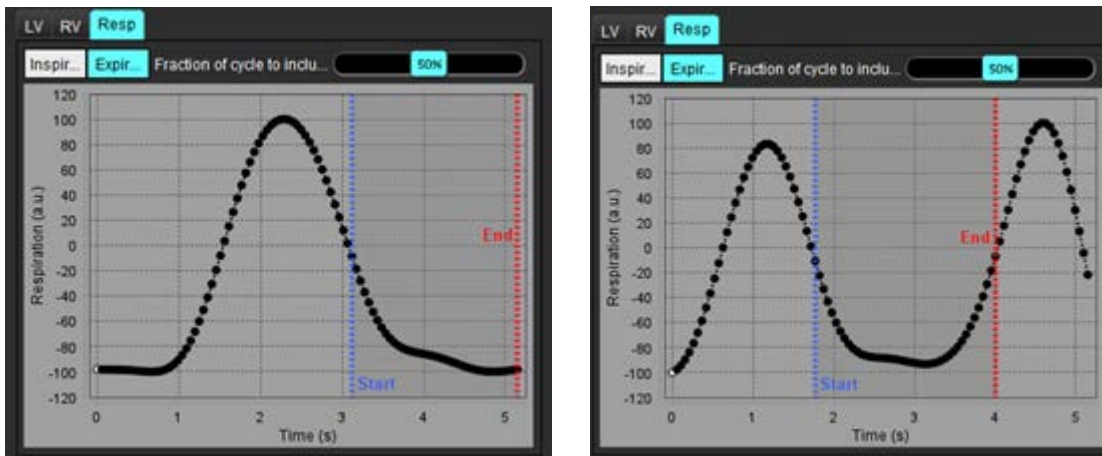 LV RV Resp
Inspir... Expir... Fraction of cycle to inclu... 50%
120
100
80
60
40
20
0
-20
-40
-60
-80
-100
-120
Respiration (a.u.)
End
Start
0 1 2 3 4 5
Time (s)
LV RV Resp
Inspir... Expir... Fraction of cycle to inclu... 50%
120
100
80
60
40
20
0
-20
-40
-60
-80
-100
-120
Respiration (a.u.)
End
Start
0 1 2 3 4 5
Time (s)